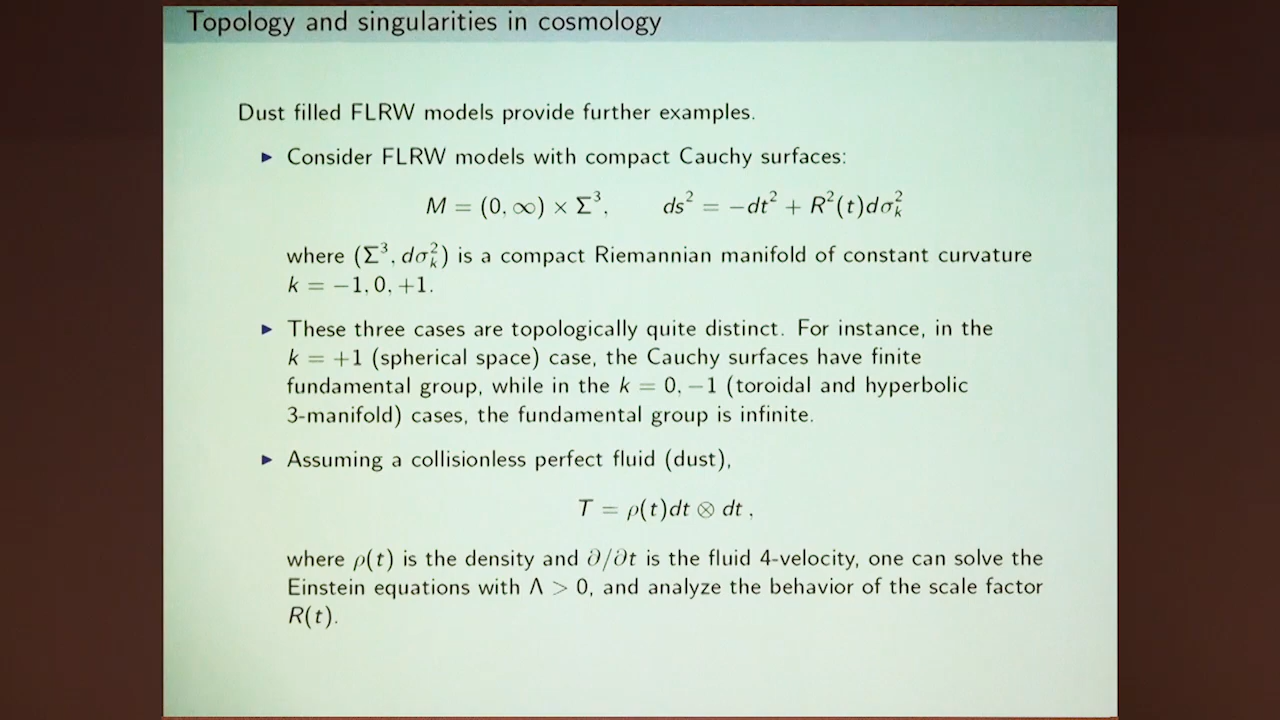 Topology and singularities in cosmology
Dust filled FLRW models provide further examples.
▶ Consider FLRW models with compact Cauchy surfaces:
M = (0, ∞) × Σ³, ds² = −dt² + R²(t)dσ²ₖ
where (Σ³, dσ²ₖ) is a compact Riemannian manifold of constant curvature
k = −1, 0, +1.
▶ These three cases are topologically quite distinct. For instance, in the
k = +1 (spherical space) case, the Cauchy surfaces have finite
fundamental group, while in the k = 0, −1 (toroidal and hyperbolic
3-manifold) cases, the fundamental group is infinite.
▶ Assuming a collisionless perfect fluid (dust),
T = ρ(t)dt ⊗ dt ,
where ρ(t) is the density and ∂/∂t is the fluid 4-velocity, one can solve the
Einstein equations with Λ > 0, and analyze the behavior of the scale factor
R(t).